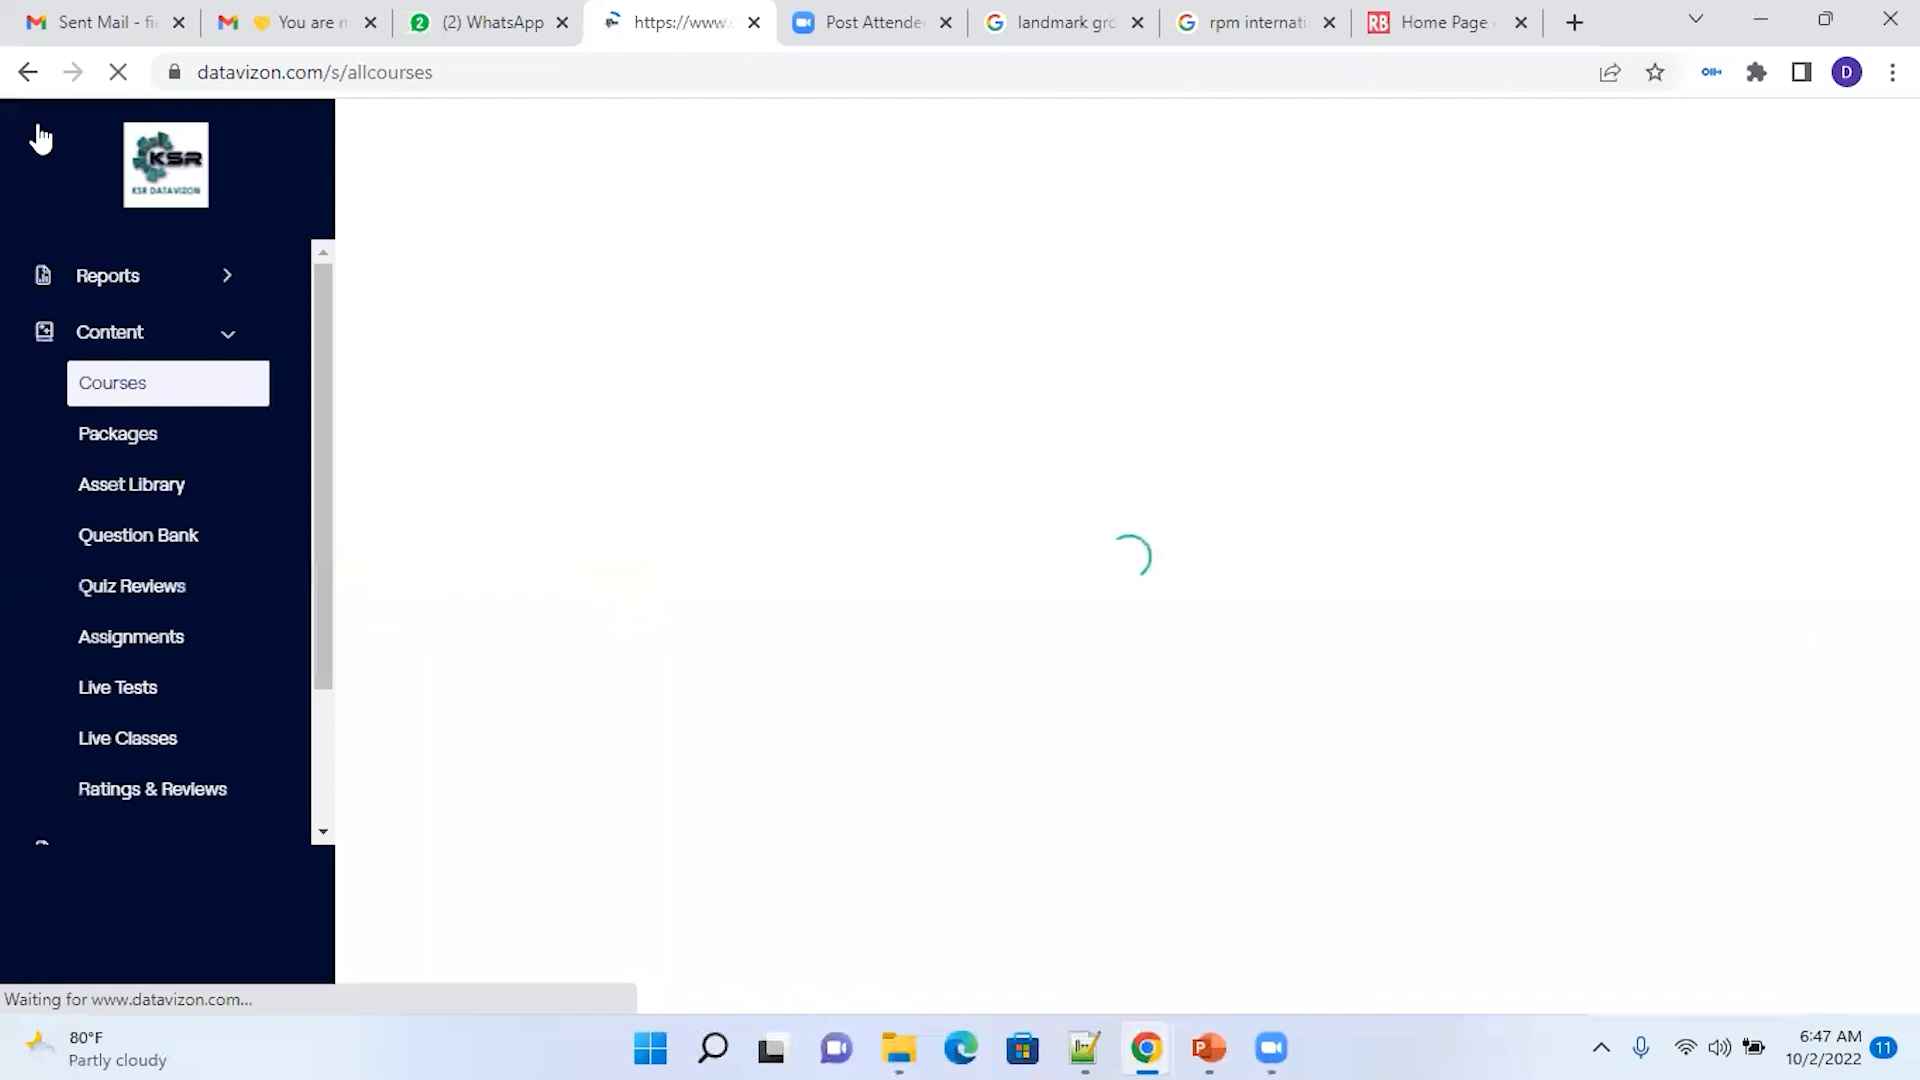 Sent Mail - fi
You are n
(2) WhatsApp
https://www.
Post Attende
landmark gro
rpm internati
Home Page
datavizon.com/s/allcourses
D
KSR
KSR DATAVIZON
Reports
Content
Courses
Packages
Asset Library
Question Bank
Quiz Reviews
Assignments
Live Tests
Live Classes
Ratings & Reviews
Waiting for www.datavizon.com...
80°F
Partly cloudy
6:47 AM
10/2/2022
11